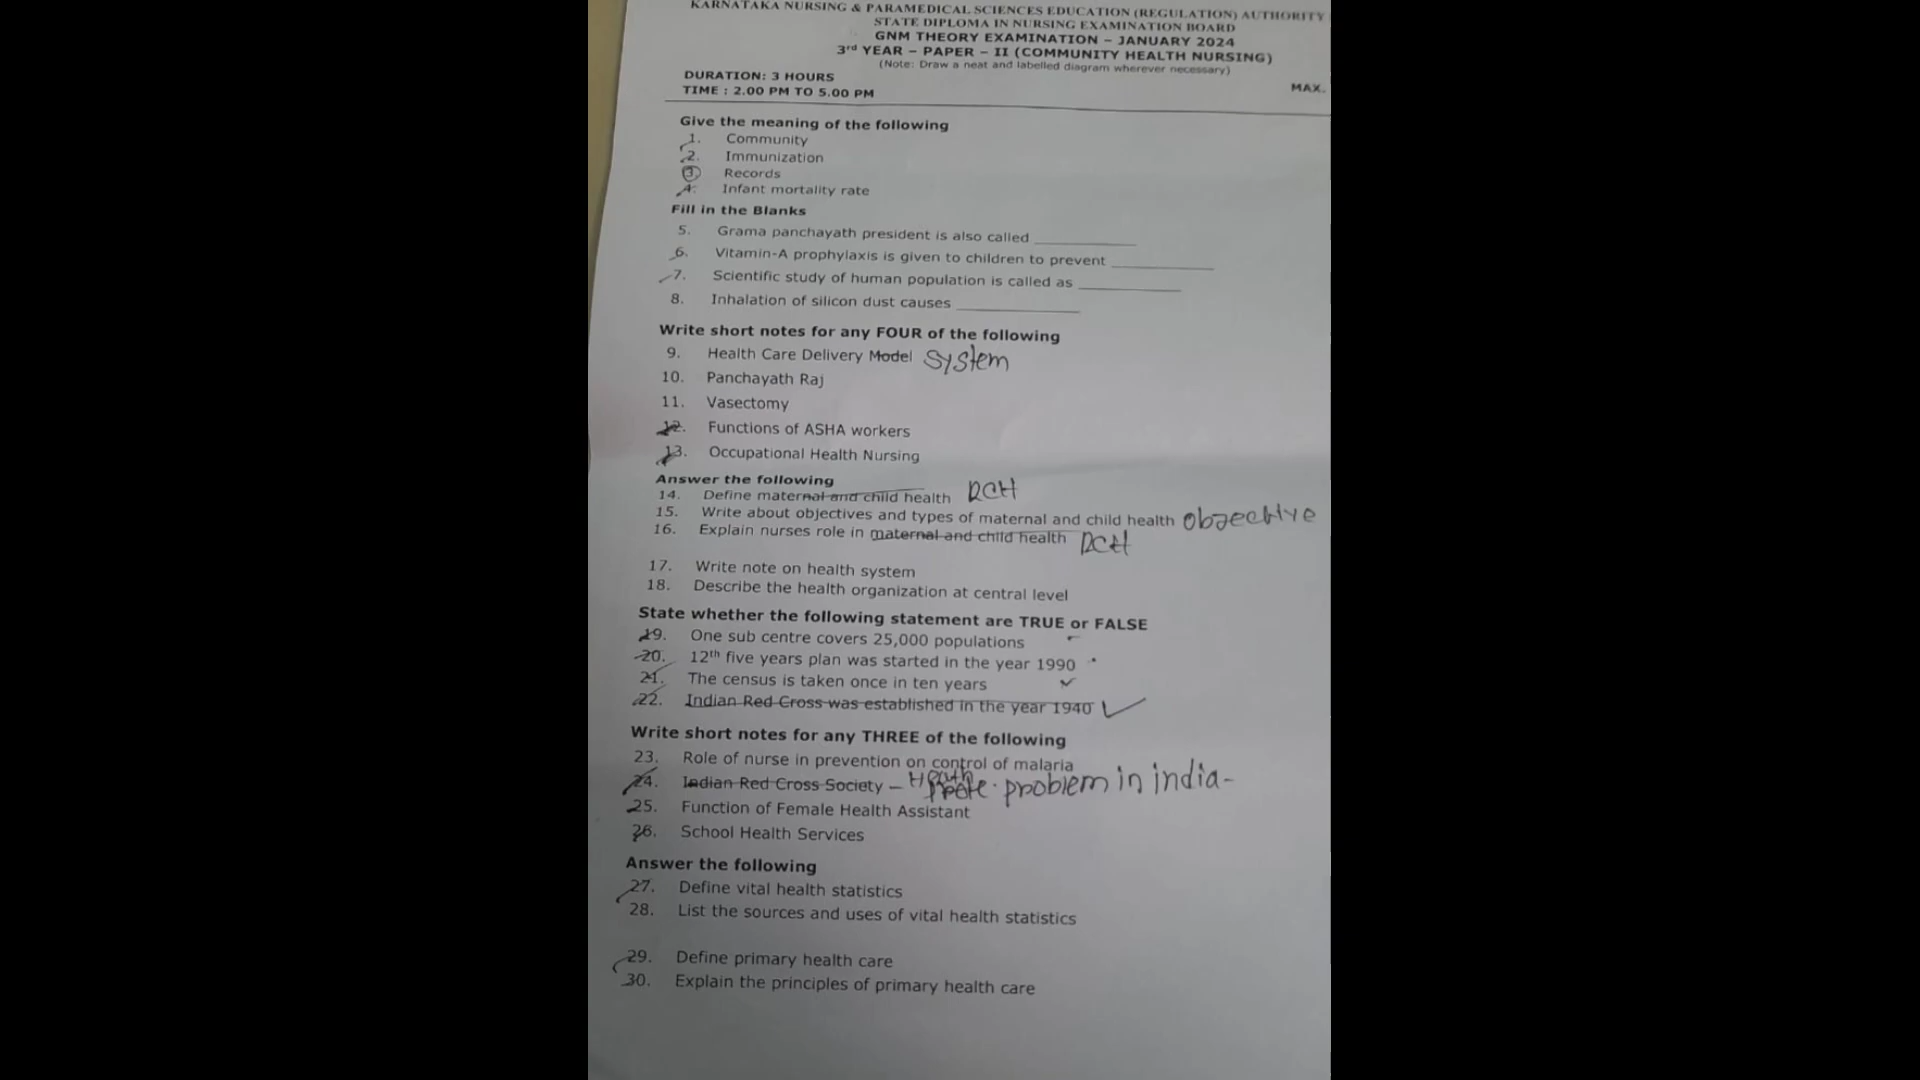 KARNATAKA NURSING & PARAMEDICAL SCIENCES EDUCATION (REGULATION) AUTHORITY
STATE DIPLOMA IN NURSING EXAMINATION BOARD
GNM THEORY EXAMINATION – JANUARY 2024
3rd YEAR – PAPER – II (COMMUNITY HEALTH NURSING)
(Note: Draw a neat and labelled diagram wherever necessary)
DURATION: 3 HOURS
TIME : 2.00 PM TO 5.00 PM MAX.
Give the meaning of the following
1. Community
2. Immunization
3. Records
4. Infant mortality rate
Fill in the Blanks
5. Grama panchayath president is also called ____________
6. Vitamin-A prophylaxis is given to children to prevent ____________
7. Scientific study of human population is called as ____________
8. Inhalation of silicon dust causes ______________
Write short notes for any FOUR of the following
9. Health Care Delivery Model System
10. Panchayath Raj
11. Vasectomy
12. Functions of ASHA workers
13. Occupational Health Nursing
Answer the following
14. Define maternal and child health RCH
15. Write about objectives and types of maternal and child health objective
16. Explain nurses role in maternal and child health RCH
17. Write note on health system
18. Describe the health organization at central level
State whether the following statement are TRUE or FALSE
19. One sub centre covers 25,000 populations
20. 12th five years plan was started in the year 1990
21. The census is taken once in ten years
22. Indian Red Cross was established in the year 1940
Write short notes for any THREE of the following
23. Role of nurse in prevention on control of malaria
24. Indian Red Cross Society – Health problem in india-
25. Function of Female Health Assistant
26. School Health Services
Answer the following
27. Define vital health statistics
28. List the sources and uses of vital health statistics
29. Define primary health care
30. Explain the principles of primary health care